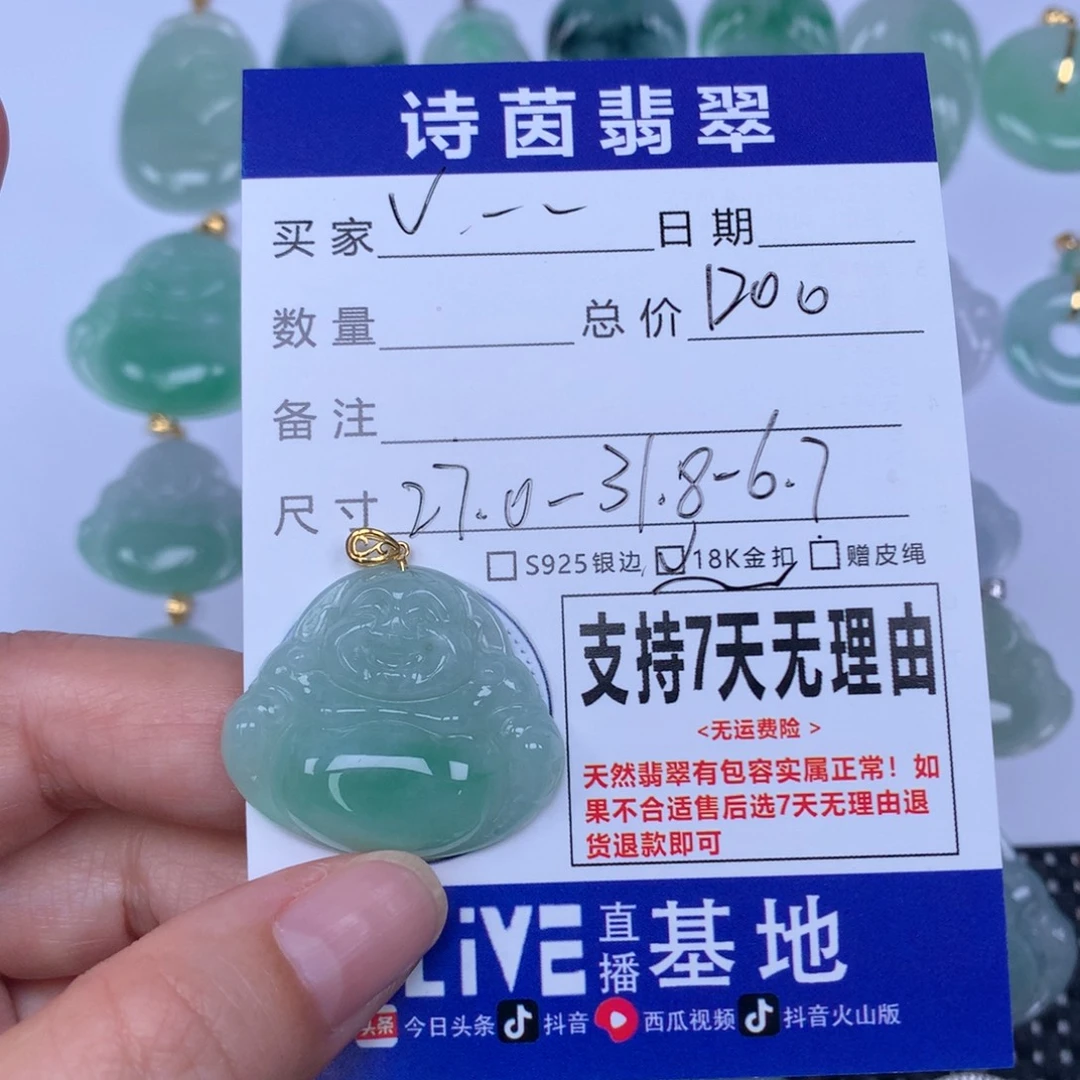 诗茵翡翠
买家 V 日期
数量 总价 1200
备注
尺寸 27.0-31.8-6.7
S925银边 18K金扣 赠皮绳
支持7天无理由
<无运费险>
天然翡翠有包容实属正常！如
果不合适售后选7天无理由退
货退款即可
LiVE 直播 基地
头条 今日头条 抖音 西瓜视频 抖音火山版